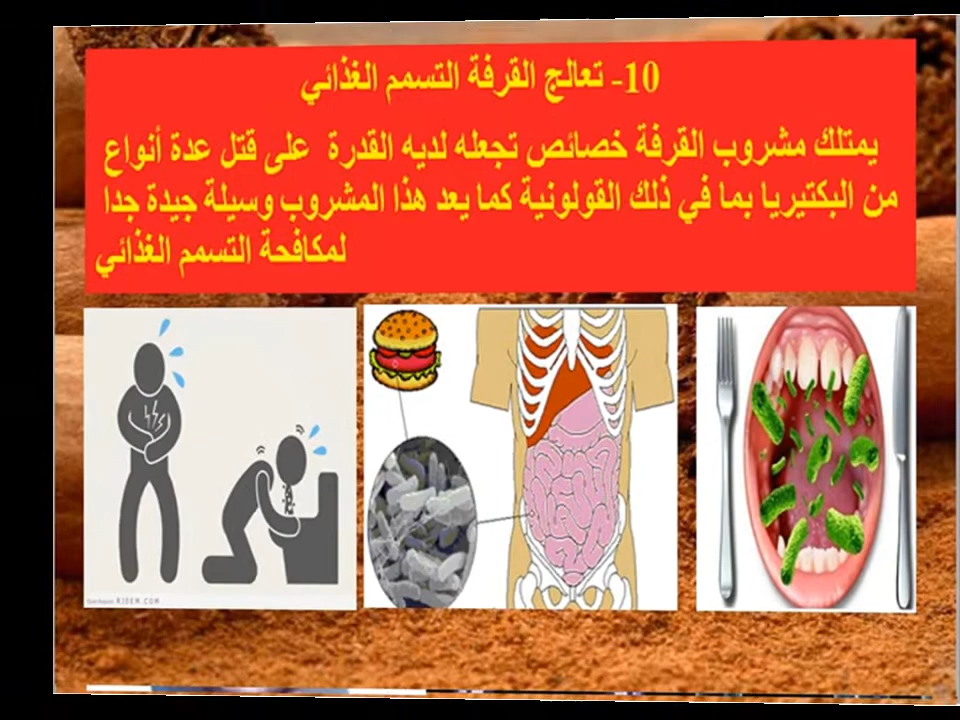 10- تعالج القرفة التسمم الغذائي
يمتلك مشروب القرفة خصائص تجعله لديه القدرة على قتل عدة أنواع
من البكتيريا بما في ذلك القولونية كما يعد هذا المشروب وسيلة جيدة جدا
لمكافحة التسمم الغذائي